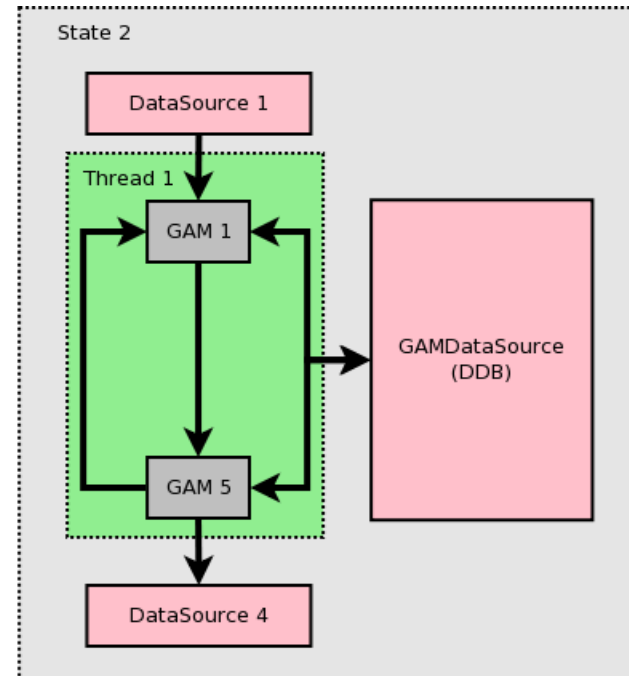 State 2
DataSource 1
Thread 1
GAM 1
GAMDataSource
(DDB)
GAM 5
DataSource 4